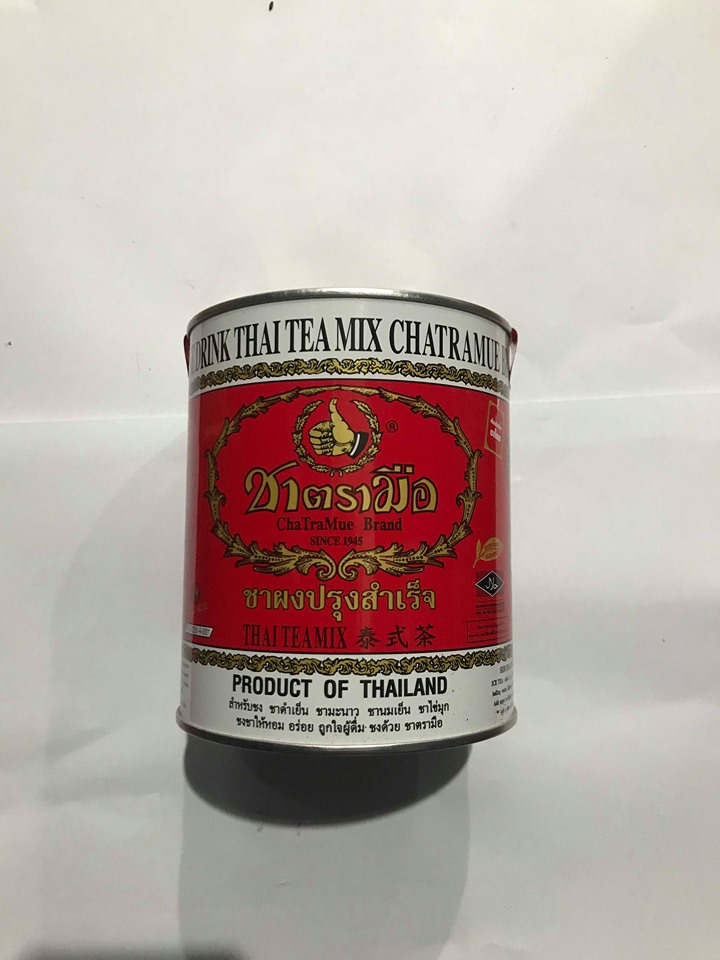 DRINK THAI TEA MIX CHATRAMUE
®
ชาตรามือ
ChaTraMue Brand
SINCE 1945
ชาผงปรุงสำเร็จ
THAI TEA MIX 泰式茶
PRODUCT OF THAILAND
สำหรับชง ชาดำเย็น ชามะนาว ชานมเย็น ชาไข่มุก
ชงชาให้หอม อร่อย ถูกใจผู้ดื่ม ชงด้วย ชาตรามือ